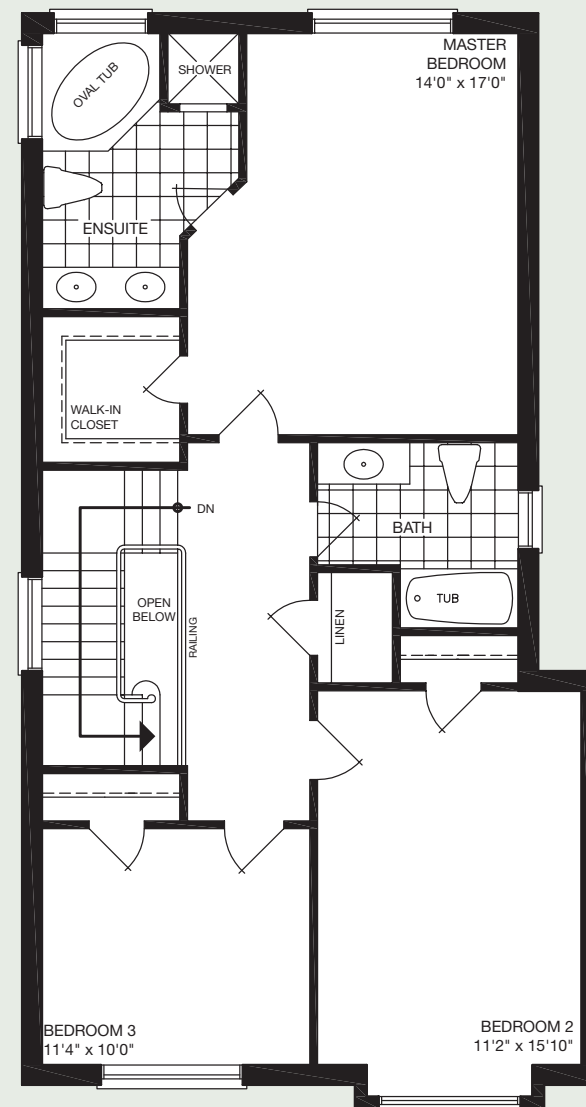 MASTER
BEDROOM
14'0" x 17'0"
SHOWER
OVAL TUB
ENSUITE
WALK-IN
CLOSET
DN
BATH
OPEN
BELOW
RAILING
LINEN
TUB
BEDROOM 3
11'4" x 10'0"
BEDROOM 2
11'2" x 15'10"